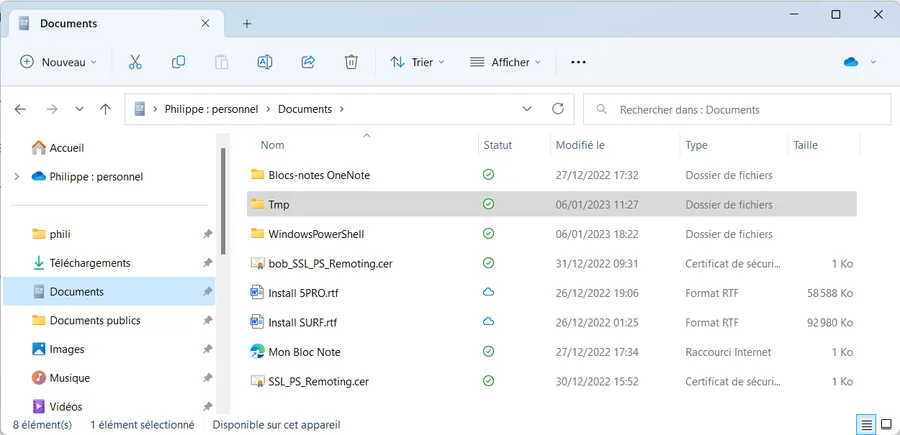 Documents
Nouveau Trier Afficher
Philippe : personnel Documents Rechercher dans : Documents
Accueil
Philippe : personnel
phili
Téléchargements
Documents
Documents publics
Images
Musique
Vidéos
Nom Statut Modifié le Type Taille
Blocs-notes OneNote 27/12/2022 17:32 Dossier de fichiers
Tmp 06/01/2023 11:27 Dossier de fichiers
WindowsPowerShell 06/01/2023 18:22 Dossier de fichiers
bob_SSL_PS_Remoting.cer 31/12/2022 09:31 Certificat de sécuri... 1 Ko
Install 5PRO.rtf 26/12/2022 19:06 Format RTF 58 588 Ko
Install SURF.rtf 26/12/2022 01:25 Format RTF 92 980 Ko
Mon Bloc Note 27/12/2022 17:34 Raccourci Internet 1 Ko
SSL_PS_Remoting.cer 30/12/2022 15:52 Certificat de sécuri... 1 Ko
8 élément(s) 1 élément sélectionné Disponible sur cet appareil